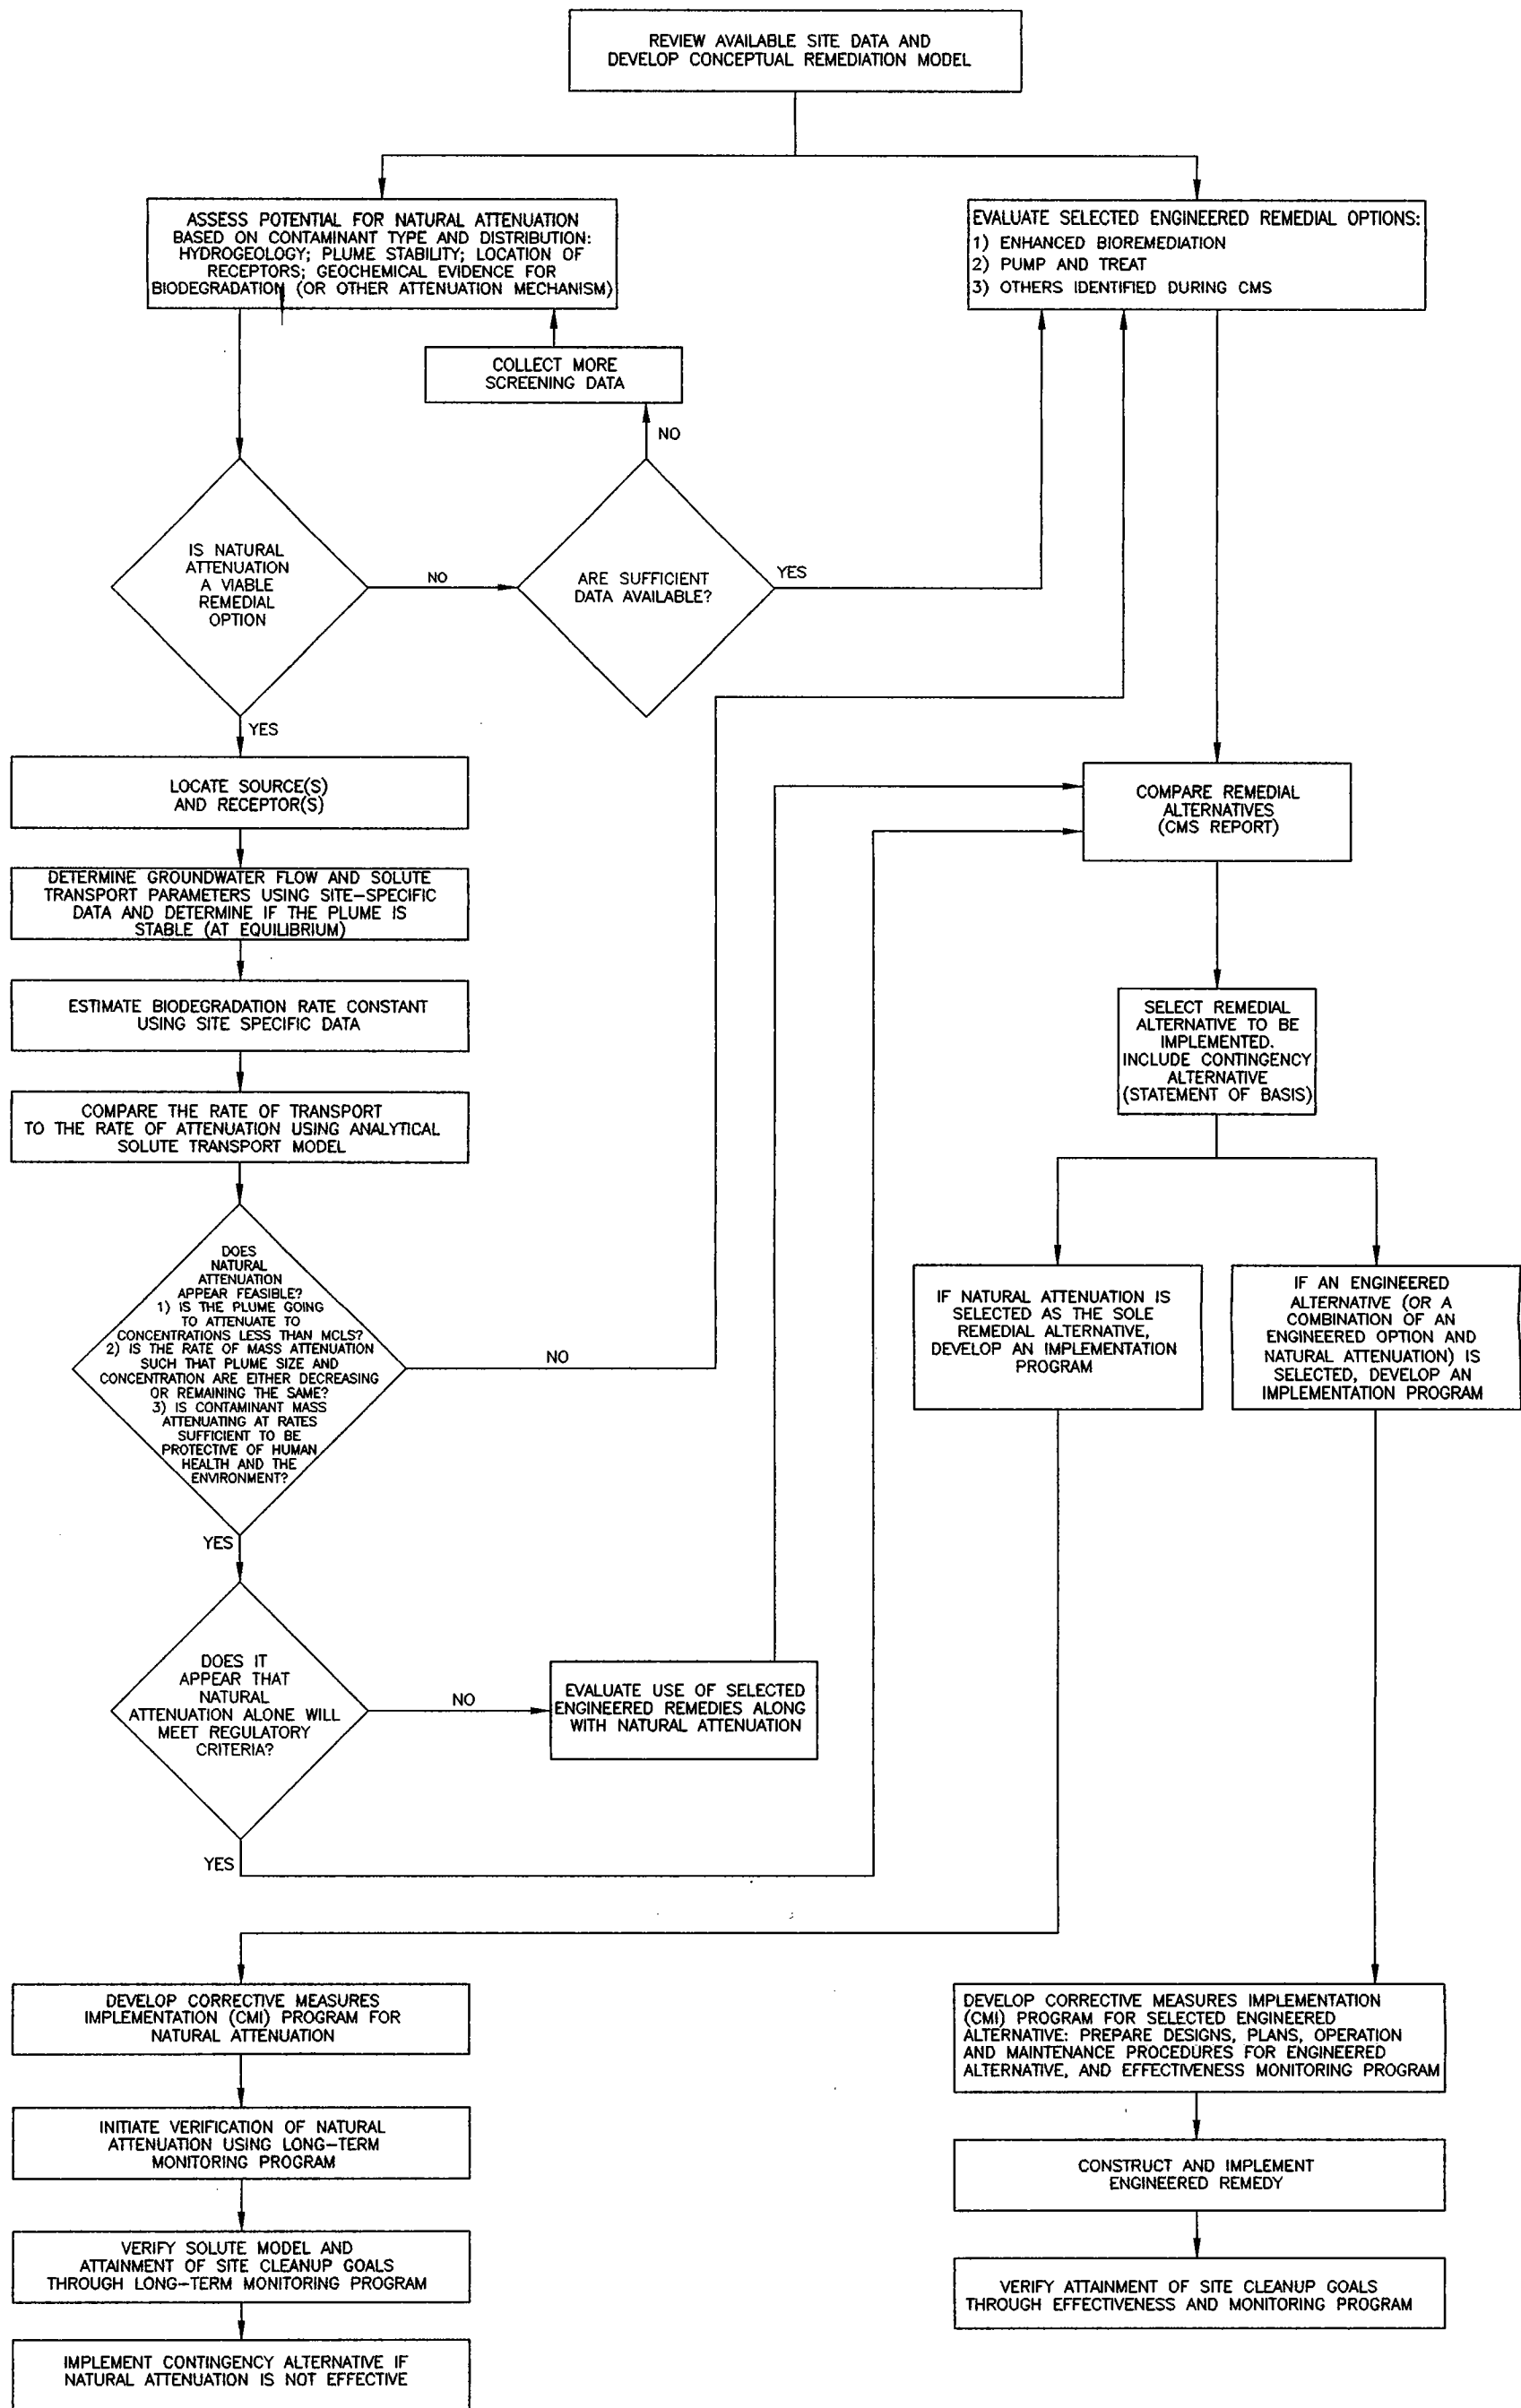 REVIEW AVAILABLE SITE DATA AND
DEVELOP CONCEPTUAL REMEDIATION MODEL
ASSESS POTENTIAL FOR NATURAL ATTENUATION
BASED ON CONTAMINANT TYPE AND DISTRIBUTION:
HYDROGEOLOGY; PLUME STABILITY; LOCATION OF
RECEPTORS; GEOCHEMICAL EVIDENCE FOR
BIODEGRADATION (OR OTHER ATTENUATION MECHANISM)
EVALUATE SELECTED ENGINEERED REMEDIAL OPTIONS:
1) ENHANCED BIOREMEDIATION
2) PUMP AND TREAT
3) OTHERS IDENTIFIED DURING CMS
COLLECT MORE
SCREENING DATA
NO
IS NATURAL
ATTENUATION
A VIABLE
REMEDIAL
OPTION
NO
ARE SUFFICIENT
DATA AVAILABLE?
YES
YES
LOCATE SOURCE(S)
AND RECEPTOR(S)
COMPARE REMEDIAL
ALTERNATIVES
(CMS REPORT)
DETERMINE GROUNDWATER FLOW AND SOLUTE
TRANSPORT PARAMETERS USING SITE-SPECIFIC
DATA AND DETERMINE IF THE PLUME IS
STABLE (AT EQUILIBRIUM)
ESTIMATE BIODEGRADATION RATE CONSTANT
USING SITE SPECIFIC DATA
SELECT REMEDIAL
ALTERNATIVE TO BE
IMPLEMENTED.
INCLUDE CONTINGENCY
ALTERNATIVE
(STATEMENT OF BASIS)
COMPARE THE RATE OF TRANSPORT
TO THE RATE OF ATTENUATION USING ANALYTICAL
SOLUTE TRANSPORT MODEL
DOES
NATURAL
ATTENUATION
APPEAR FEASIBLE?
1) IS THE PLUME GOING
TO ATTENUATE TO
CONCENTRATIONS LESS THAN MCLS?
2) IS THE RATE OF MASS ATTENUATION
SUCH THAT PLUME SIZE AND
CONCENTRATION ARE EITHER DECREASING
OR REMAINING THE SAME?
3) IS CONTAMINANT MASS
ATTENUATING AT RATES
SUFFICIENT TO BE
PROTECTIVE OF HUMAN
HEALTH AND THE
ENVIRONMENT?
NO
IF NATURAL ATTENUATION IS
SELECTED AS THE SOLE
REMEDIAL ALTERNATIVE,
DEVELOP AN IMPLEMENTATION
PROGRAM
IF AN ENGINEERED
ALTERNATIVE (OR A
COMBINATION OF AN
ENGINEERED OPTION AND
NATURAL ATTENUATION) IS
SELECTED, DEVELOP AN
IMPLEMENTATION PROGRAM
YES
DOES IT
APPEAR THAT
NATURAL
ATTENUATION ALONE WILL
MEET REGULATORY
CRITERIA?
NO
EVALUATE USE OF SELECTED
ENGINEERED REMEDIES ALONG
WITH NATURAL ATTENUATION
YES
DEVELOP CORRECTIVE MEASURES
IMPLEMENTATION (CMI) PROGRAM FOR
NATURAL ATTENUATION
DEVELOP CORRECTIVE MEASURES IMPLEMENTATION
(CMI) PROGRAM FOR SELECTED ENGINEERED
ALTERNATIVE: PREPARE DESIGNS, PLANS, OPERATION
AND MAINTENANCE PROCEDURES FOR ENGINEERED
ALTERNATIVE, AND EFFECTIVENESS MONITORING PROGRAM
INITIATE VERIFICATION OF NATURAL
ATTENUATION USING LONG-TERM
MONITORING PROGRAM
CONSTRUCT AND IMPLEMENT
ENGINEERED REMEDY
VERIFY SOLUTE MODEL AND
ATTAINMENT OF SITE CLEANUP GOALS
THROUGH LONG-TERM MONITORING PROGRAM
VERIFY ATTAINMENT OF SITE CLEANUP GOALS
THROUGH EFFECTIVENESS AND MONITORING PROGRAM
IMPLEMENT CONTINGENCY ALTERNATIVE IF
NATURAL ATTENUATION IS NOT EFFECTIVE